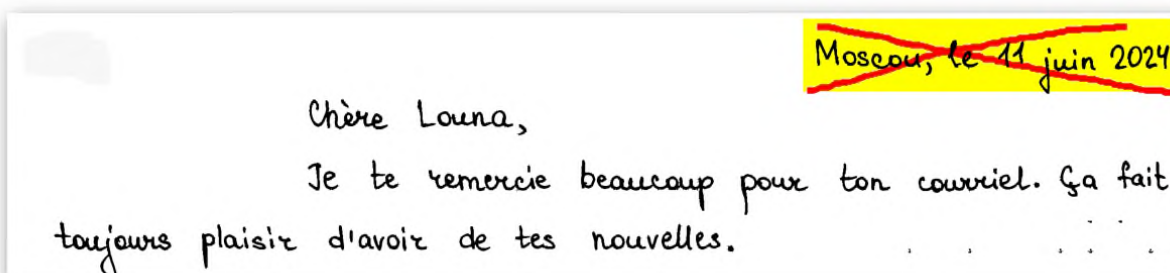 Moscou, le 11 juin 2024
Chère Louna,
Je te remercie beaucoup pour ton courriel. Ça fait
toujours plaisir d'avoir de tes nouvelles.